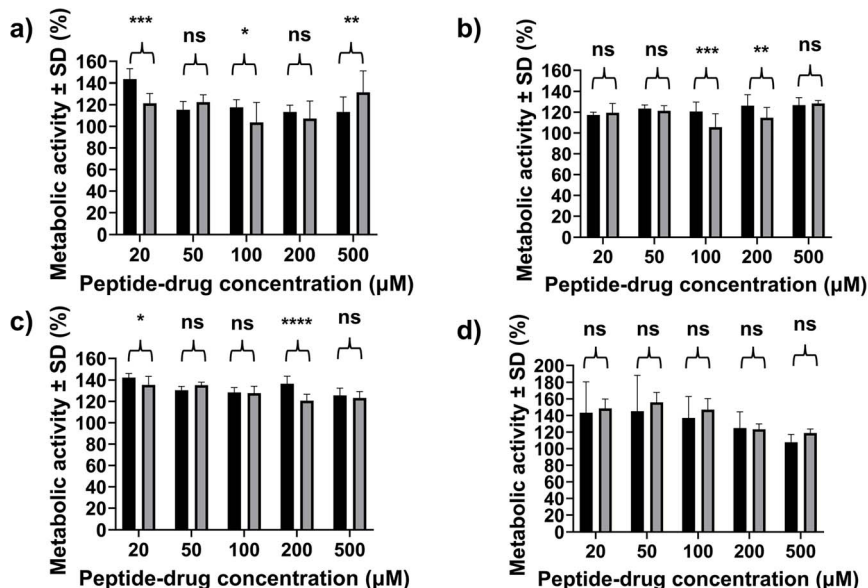 a)
*** ns * ns **
Metabolic activity ± SD (%)
160
140
120
100
80
60
40
20
0
20 50 100 200 500
Peptide-drug concentration (µM)
b)
ns ns *** ** ns
Metabolic activity ± SD (%)
160
140
120
100
80
60
40
20
0
20 50 100 200 500
Peptide-drug concentration (µM)
c)
* ns ns **** ns
Metabolic activity ± SD (%)
160
140
120
100
80
60
40
20
0
20 50 100 200 500
Peptide-drug concentration (µM)
d)
ns ns ns ns ns
Metabolic activity ± SD (%)
200
180
160
140
120
100
80
60
40
20
0
20 50 100 200 500
Peptide-drug concentration (µM)